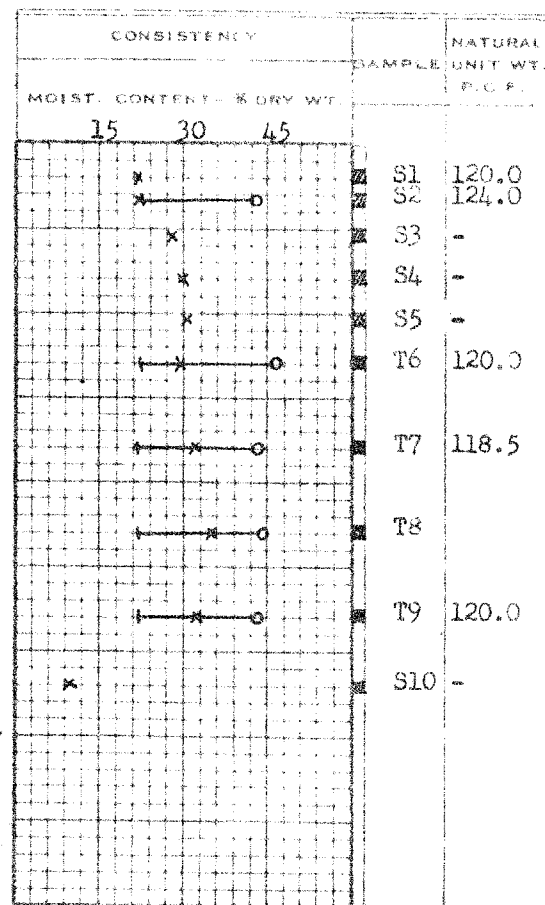 CONSISTENCY
MOIST. CONTENT - % DRY WT.
SAMPLE
NATURAL
UNIT WT.
P.C.F.
15 30 45
S1 120.0
S2 124.0
S3 -
S4 -
S5 -
T6 120.0
T7 118.5
T8
T9 120.0
S10 -